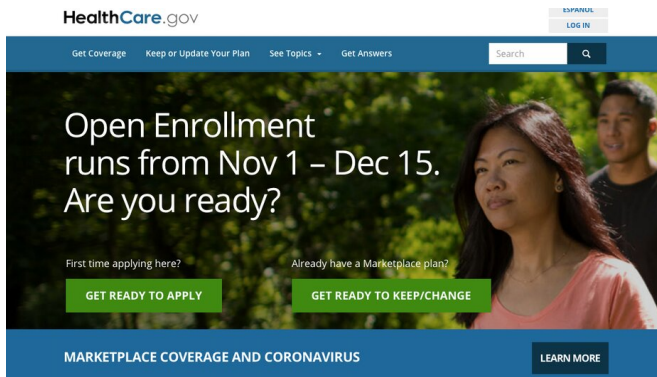 HealthCare.gov
ESPAÑOL
LOG IN
Get Coverage Keep or Update Your Plan See Topics Get Answers Search
Open Enrollment
runs from Nov 1 – Dec 15.
Are you ready?
First time applying here? Already have a Marketplace plan?
GET READY TO APPLY GET READY TO KEEP/CHANGE
MARKETPLACE COVERAGE AND CORONAVIRUS LEARN MORE